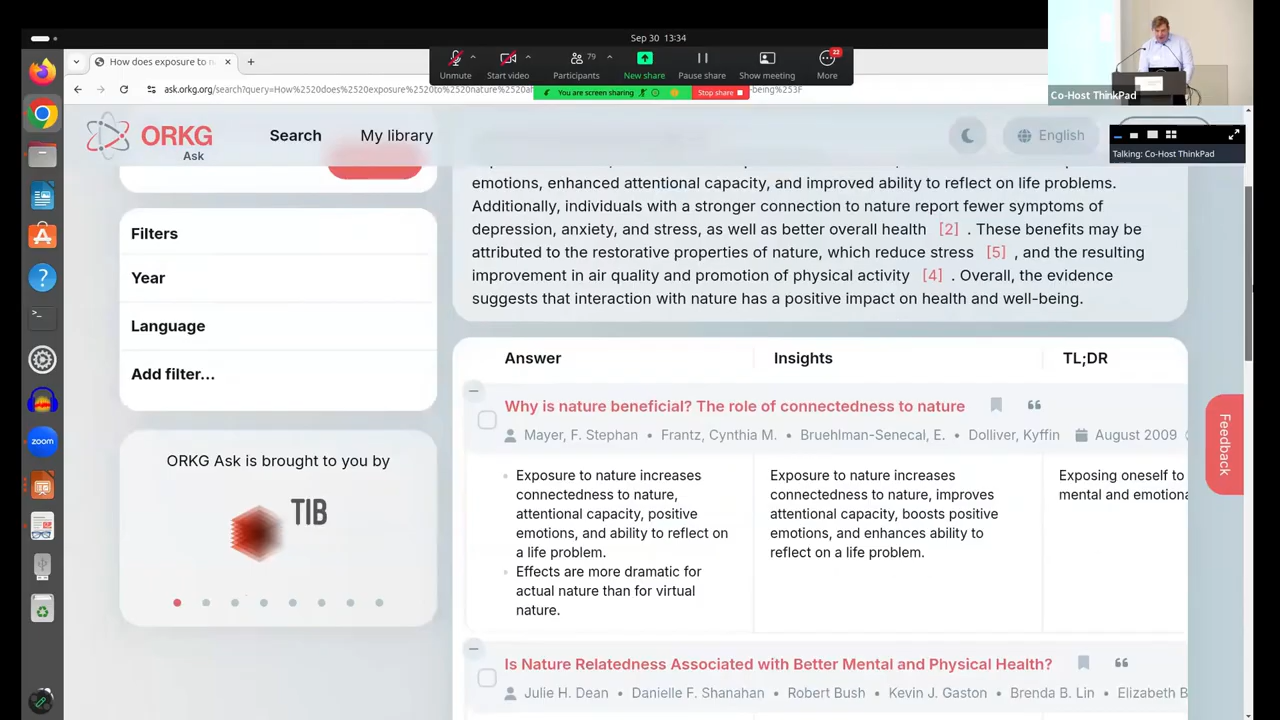 Sep 30 13:34
How does exposure to n
Unmute
Start video
79
Participants
New share
Pause share
Show meeting
22
More
ask.orkg.org/search?query=How%2520does%2520exposure%2520to%2520nature%2520af
being%253F
You are screen sharing
Stop share
Co-Host ThinkPad
Talking: Co-Host ThinkPad
ORKG
Ask
Search
My library
English
emotions, enhanced attentional capacity, and improved ability to reflect on life problems.
Additionally, individuals with a stronger connection to nature report fewer symptoms of
depression, anxiety, and stress, as well as better overall health [2] . These benefits may be
attributed to the restorative properties of nature, which reduce stress [5] , and the resulting
improvement in air quality and promotion of physical activity [4] . Overall, the evidence
suggests that interaction with nature has a positive impact on health and well-being.
Filters
Year
Language
Add filter...
ORKG Ask is brought to you by
TIB
Answer
Insights
TL;DR
Why is nature beneficial? The role of connectedness to nature
Mayer, F. Stephan • Frantz, Cynthia M. • Bruehlman-Senecal, E. • Dolliver, Kyffin
August 2009
Exposure to nature increases
connectedness to nature,
attentional capacity, positive
emotions, and ability to reflect on
a life problem.
Effects are more dramatic for
actual nature than for virtual
nature.
Exposure to nature increases
connectedness to nature, improves
attentional capacity, boosts positive
emotions, and enhances ability to
reflect on a life problem.
Exposing oneself to
mental and emotiona
Is Nature Relatedness Associated with Better Mental and Physical Health?
Julie H. Dean • Danielle F. Shanahan • Robert Bush • Kevin J. Gaston • Brenda B. Lin • Elizabeth B
Feedback
zoom